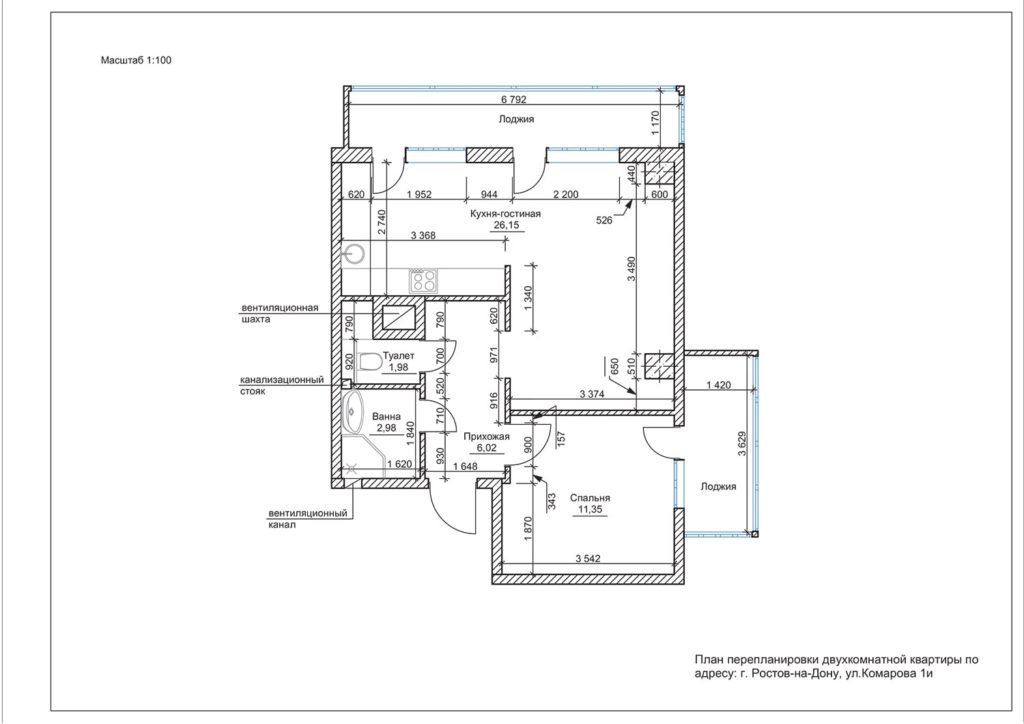 Масштаб 1:100
6 792
Лоджия
1 170
620
1 952
944
2 200
440
600
526
2 740
Кухня-гостиная
26,15
3 368
3 490
1 340
вентиляционная
шахта
790
790
620
Туалет
1,98
920
700
971
650
510
канализационный
стояк
520
916
3 374
1 420
Ванна
2,98
1 840
710
Прихожая
6,02
930
900
157
3 629
1 620
1 648
Лоджия
343
Спальня
11,35
вентиляционный
канал
1 870
3 542
План перепланировки двухкомнатной квартиры по
адресу: г. Ростов-на-Дону, ул.Комарова 1и